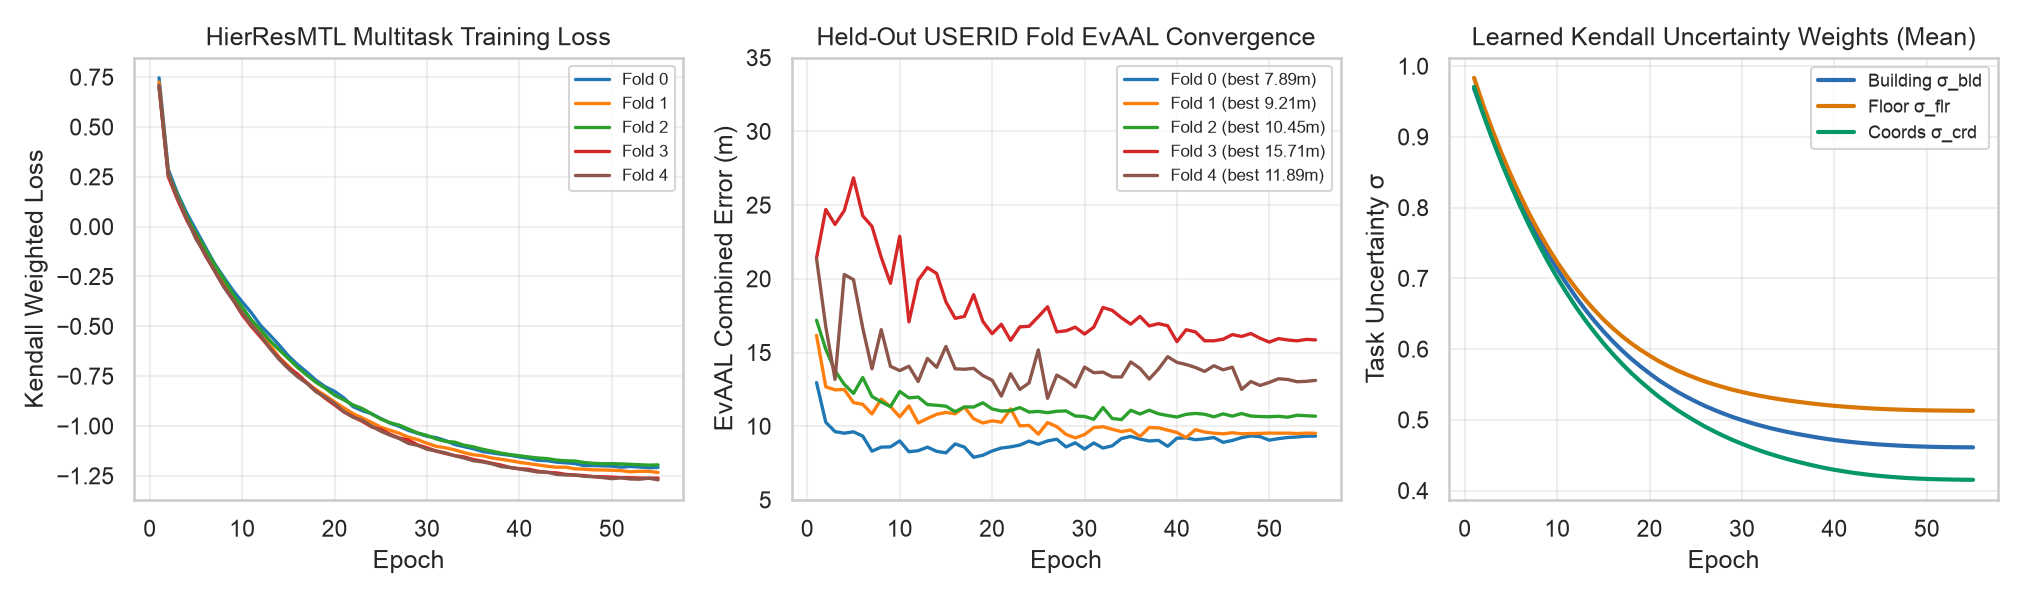 HierResMTL Multitask Training Loss
Kendall Weighted Loss
0.75
0.50
0.25
0.00
−0.25
−0.50
−0.75
−1.00
−1.25
Fold 0
Fold 1
Fold 2
Fold 3
Fold 4
0 10 20 30 40 50
Epoch
Held-Out USERID Fold EvAAL Convergence
EvAAL Combined Error (m)
35
30
25
20
15
10
5
Fold 0 (best 7.89m)
Fold 1 (best 9.21m)
Fold 2 (best 10.45m)
Fold 3 (best 15.71m)
Fold 4 (best 11.89m)
0 10 20 30 40 50
Epoch
Learned Kendall Uncertainty Weights (Mean)
Task Uncertainty σ
1.0
0.9
0.8
0.7
0.6
0.5
0.4
Building σ_bld
Floor σ_flr
Coords σ_crd
0 10 20 30 40 50
Epoch